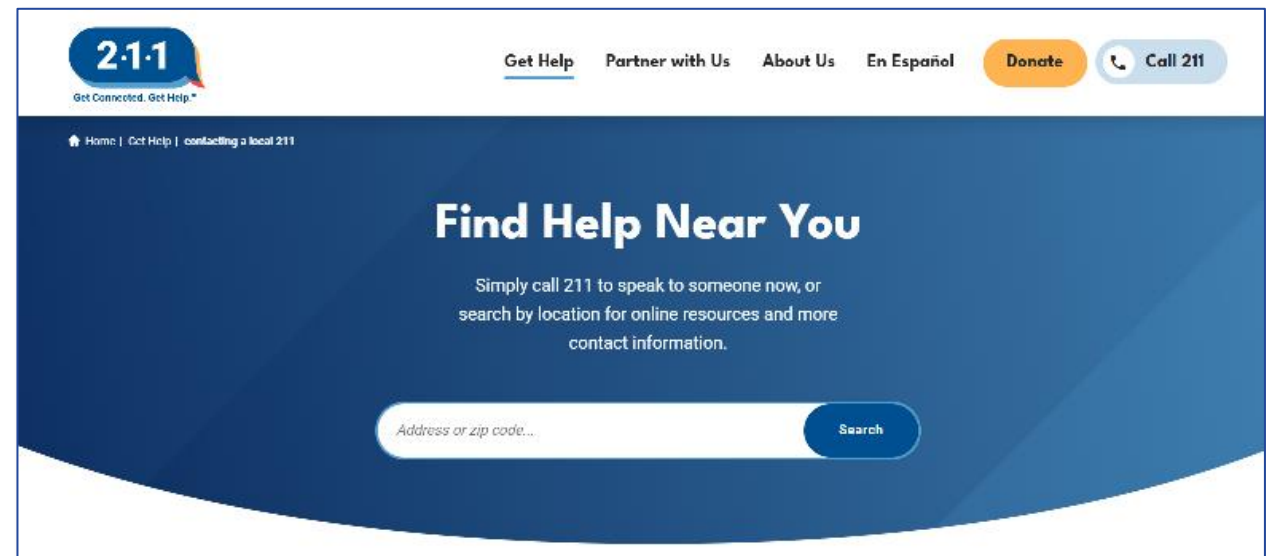 2·1·1
Get Connected. Get Help.™
Get Help
Partner with Us
About Us
En Español
Donate
Call 211
Home | Get Help | contacting a local 211
Find Help Near You
Simply call 211 to speak to someone now, or
search by location for online resources and more
contact information.
Address or zip code...
Search